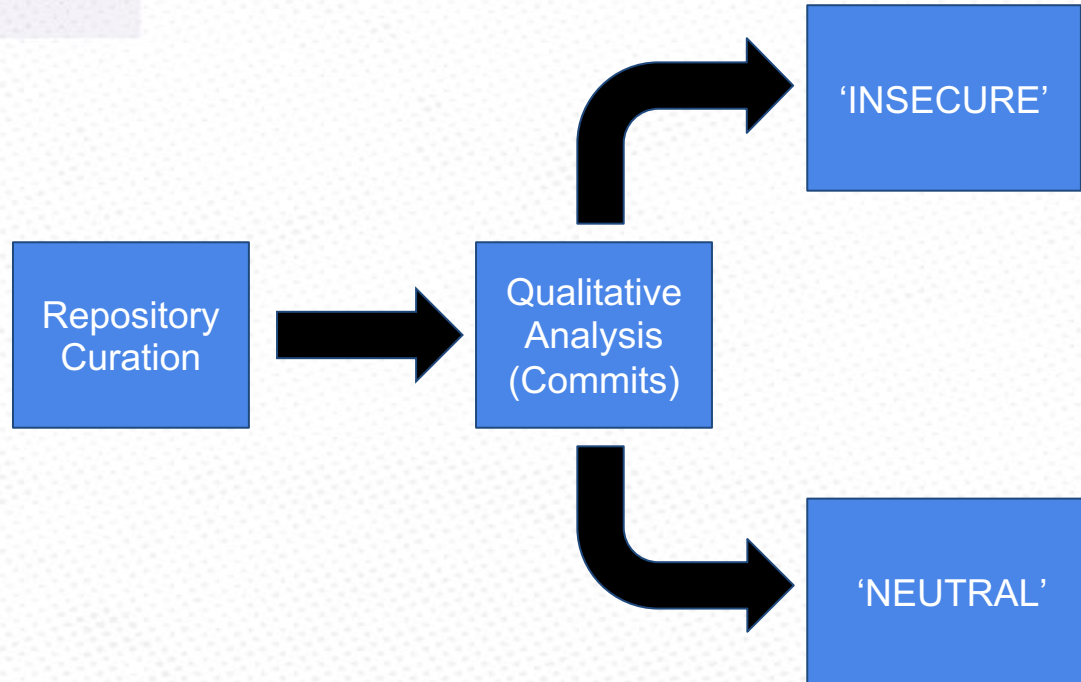 ‘INSECURE’
Repository
Curation
Qualitative
Analysis
(Commits)
‘NEUTRAL’